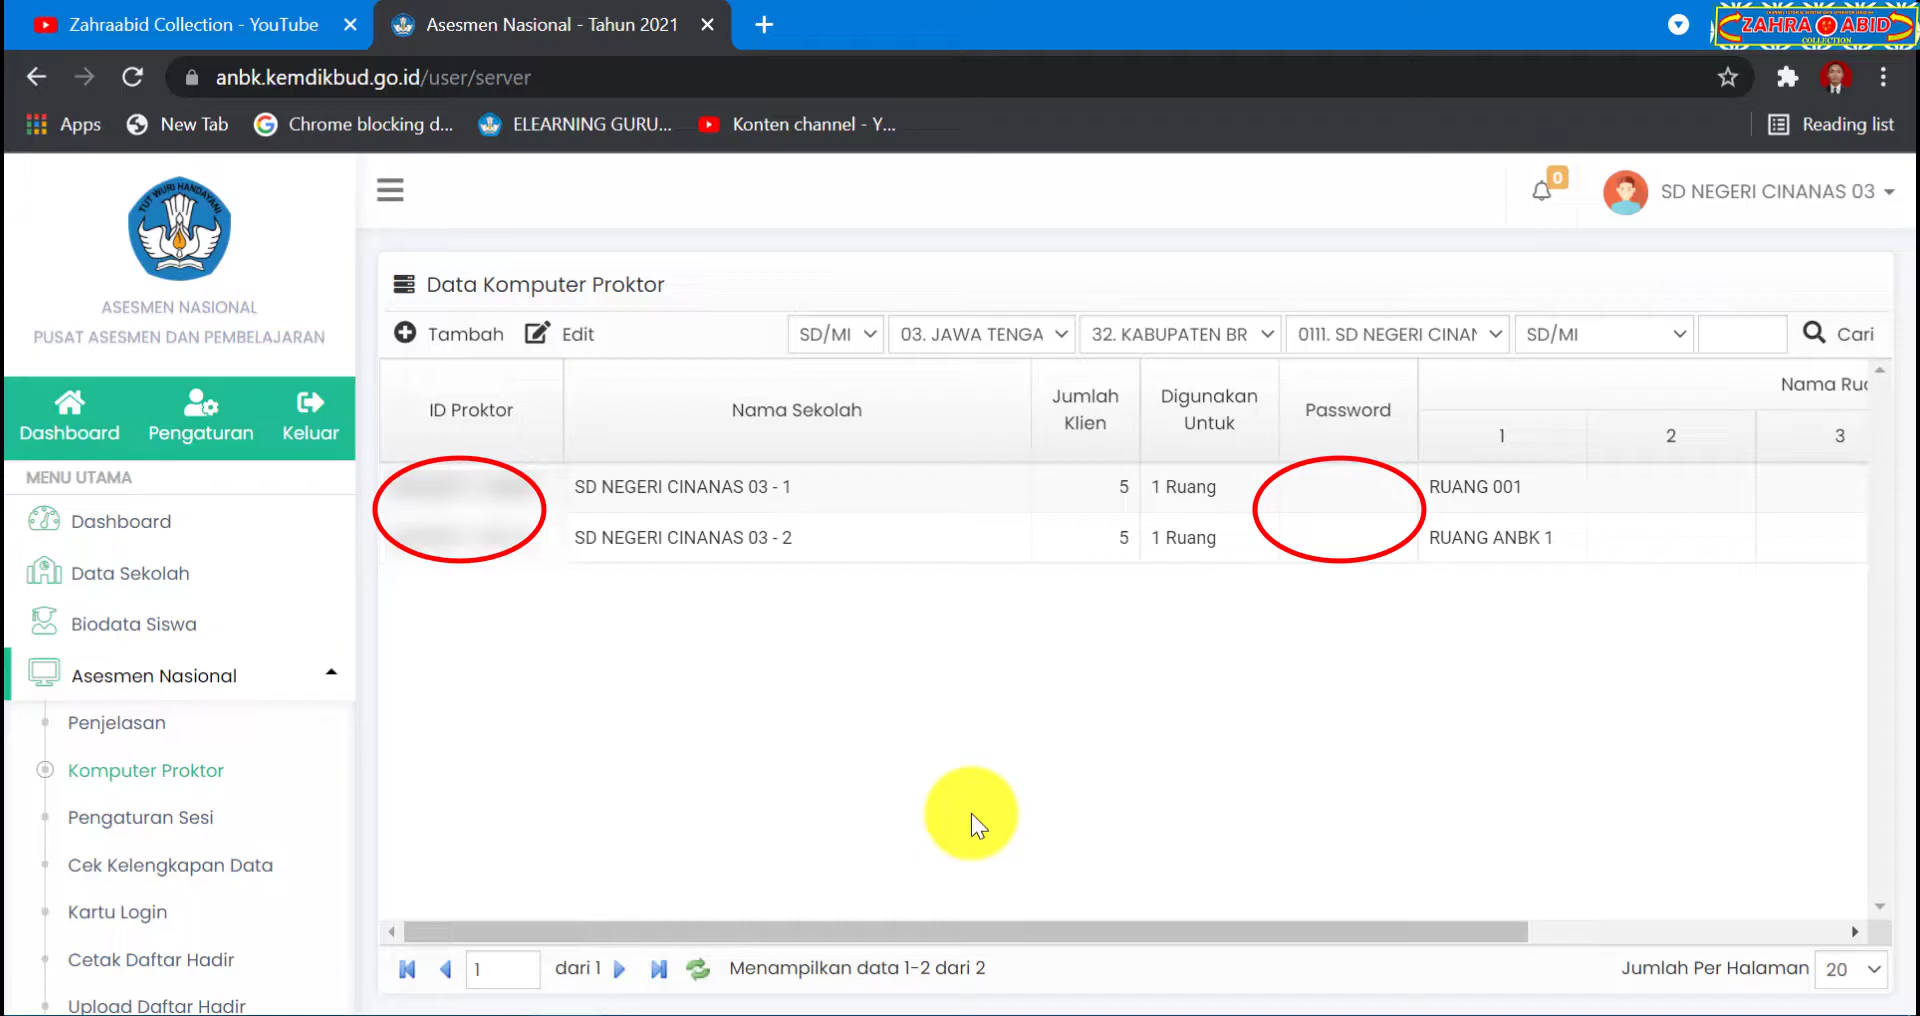 Zahraabid Collection - YouTube
Asesmen Nasional - Tahun 2021
ZAHRA ABID
COLLECTION
anbk.kemdikbud.go.id/user/server
Apps
New Tab
Chrome blocking d...
ELEARNING GURU...
Konten channel - Y...
Reading list
TUT WURI HANDAYANI
ASESMEN NASIONAL
PUSAT ASESMEN DAN PEMBELAJARAN
0
SD NEGERI CINANAS 03
Dashboard
Pengaturan
Keluar
MENU UTAMA
Dashboard
Data Sekolah
Biodata Siswa
Asesmen Nasional
Penjelasan
Komputer Proktor
Pengaturan Sesi
Cek Kelengkapan Data
Kartu Login
Cetak Daftar Hadir
Upload Daftar Hadir
Data Komputer Proktor
Tambah
Edit
SD/MI
03. JAWA TENGA
32. KABUPATEN BR
0111. SD NEGERI CINAN
SD/MI
Cari
ID Proktor
Nama Sekolah
Jumlah Klien
Digunakan Untuk
Password
Nama Ruc
1
2
3
SD NEGERI CINANAS 03 - 1
5
1 Ruang
RUANG 001
SD NEGERI CINANAS 03 - 2
5
1 Ruang
RUANG ANBK 1
1
dari 1
Menampilkan data 1-2 dari 2
Jumlah Per Halaman
20